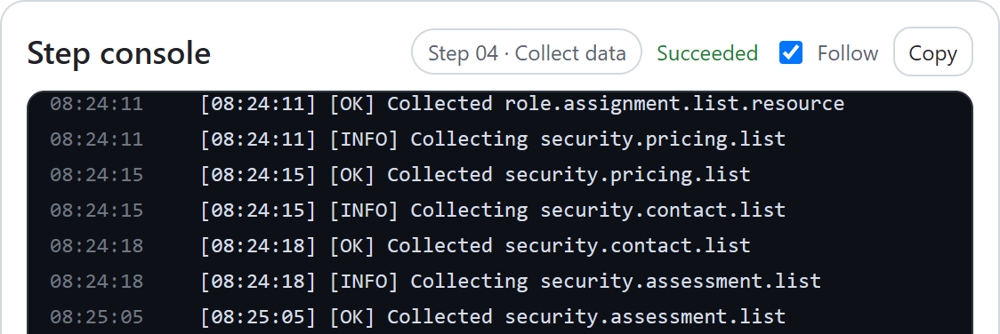 Step console Step 04 · Collect data Succeeded Follow Copy
08:24:11 [08:24:11] [OK] Collected role.assignment.list.resource
08:24:11 [08:24:11] [INFO] Collecting security.pricing.list
08:24:15 [08:24:15] [OK] Collected security.pricing.list
08:24:15 [08:24:15] [INFO] Collecting security.contact.list
08:24:18 [08:24:18] [OK] Collected security.contact.list
08:24:18 [08:24:18] [INFO] Collecting security.assessment.list
08:25:05 [08:25:05] [OK] Collected security.assessment.list